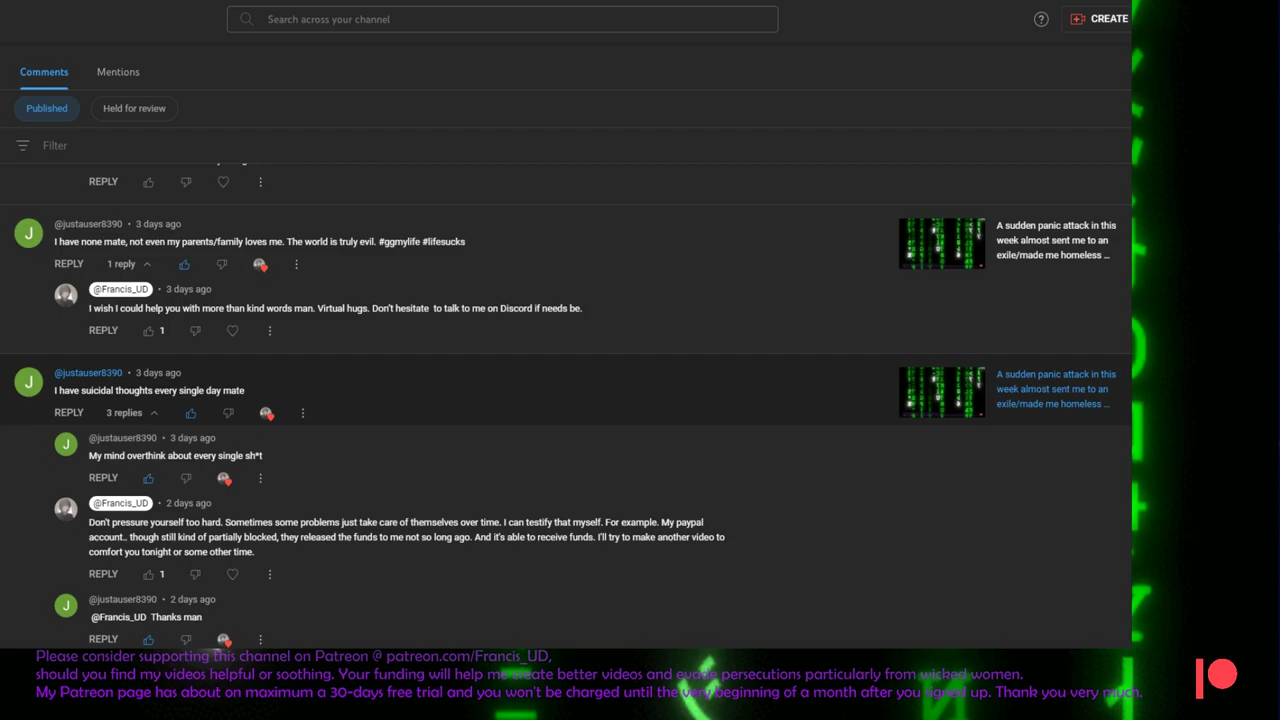 Search across your channel
CREATE
Comments
Mentions
Published
Held for review
Filter
REPLY
@justauser8390 • 3 days ago
I have none mate, not even my parents/family loves me. The world is truly evil. #ggmylife #lifesucks
REPLY 1 reply
A sudden panic attack in this
week almost sent me to an
exile/made me homeless ...
@Francis_UD • 3 days ago
I wish I could help you with more than kind words man. Virtual hugs. Don't hesitate to talk to me on Discord if needs be.
REPLY 1
@justauser8390 • 3 days ago
I have suicidal thoughts every single day mate
REPLY 3 replies
A sudden panic attack in this
week almost sent me to an
exile/made me homeless ...
@justauser8390 • 3 days ago
My mind overthink about every single sh*t
REPLY
@Francis_UD • 2 days ago
Don't pressure yourself too hard. Sometimes some problems just take care of themselves over time. I can testify that myself. For example. My paypal
account.. though still kind of partially blocked, they released the funds to me not so long ago. And it's able to receive funds. I'll try to make another video to
comfort you tonight or some other time.
REPLY 1
@justauser8390 • 2 days ago
@Francis_UD Thanks man
REPLY
Please consider supporting this channel on Patreon @ patreon.com/Francis_UD,
should you find my videos helpful or soothing. Your funding will help me create better videos and evade persecutions particularly from wicked women.
My Patreon page has about on maximum a 30-days free trial and you won't be charged until the very beginning of a month after you signed up. Thank you very much.